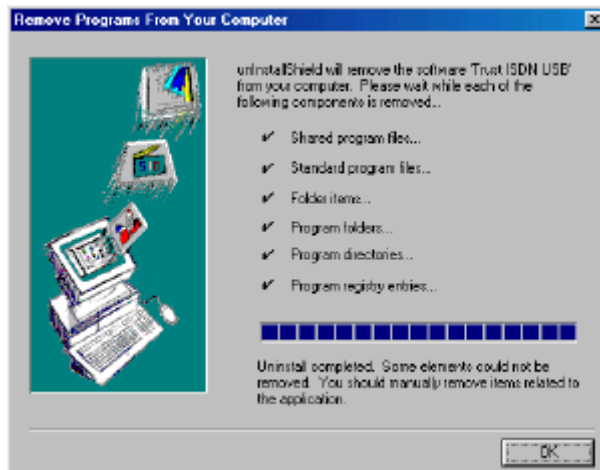 Remove Programs From Your Computer
unInstallShield will remove the software 'Trust ISDN USB'
from your computer. Please wait while each of the
following components is removed...
✔ Shared program files...
✔ Standard program files...
✔ Folder items...
✔ Program folders...
✔ Program directories...
✔ Program registry entries...
Uninstall completed. Some elements could not be
removed. You should manually remove items related to
the application.
OK